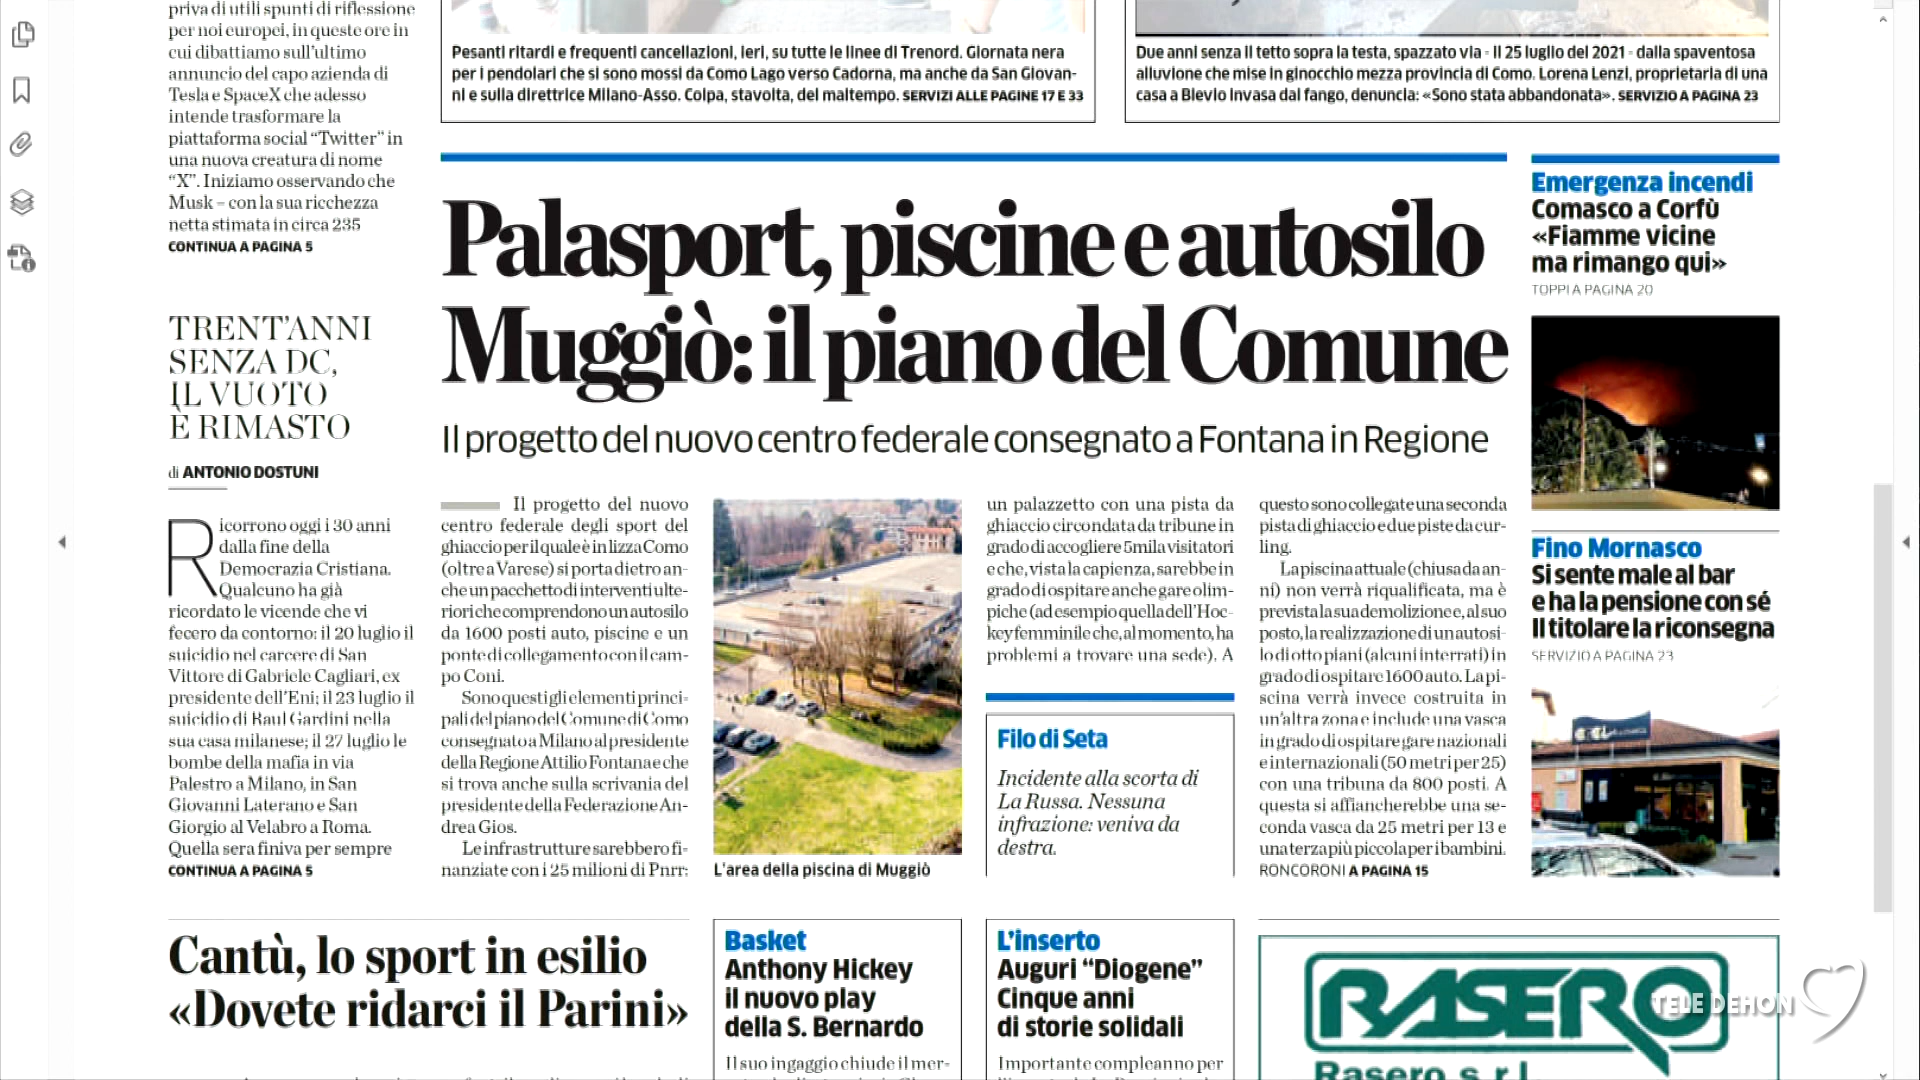 priva di utili spunti di riflessione
per noi europei, in queste ore in
cui dibattiamo sull’ultimo
annuncio del capo azienda di
Tesla e SpaceX che adesso
intende trasformare la
piattaforma social “Twitter” in
una nuova creatura di nome
“X”. Iniziamo osservando che
Musk – con la sua ricchezza
netta stimata in circa 235
CONTINUA A PAGINA 5
TRENT’ANNI
SENZA DC,
IL VUOTO
È RIMASTO
di ANTONIO DOSTUNI
Ricorrono oggi i 30 anni
dalla fine della
Democrazia Cristiana.
Qualcuno ha già
ricordato le vicende che vi
fecero da contorno: il 20 luglio il
suicidio nel carcere di San
Vittore di Gabriele Cagliari, ex
presidente dell’Eni; il 23 luglio il
suicidio di Raul Gardini nella
sua casa milanese; il 27 luglio le
bombe della mafia in via
Palestro a Milano, in San
Giovanni Laterano e San
Giorgio al Velabro a Roma.
Quella sera finiva per sempre
CONTINUA A PAGINA 5
Pesanti ritardi e frequenti cancellazioni, ieri, su tutte le linee di Trenord. Giornata nera
per i pendolari che si sono mossi da Como Lago verso Cadorna, ma anche da San Giovan-
ni e sulla direttrice Milano-Asso. Colpa, stavolta, del maltempo. SERVIZI ALLE PAGINE 17 E 33
Due anni senza il tetto sopra la testa, spazzato via - il 25 luglio del 2021 - dalla spaventosa
alluvione che mise in ginocchio mezza provincia di Como. Lorena Lenzi, proprietaria di una
casa a Blevio invasa dal fango, denuncia: «Sono stata abbandonata». SERVIZIO A PAGINA 23
Palasport, piscine e autosilo
Muggiò: il piano del Comune
Il progetto del nuovo centro federale consegnato a Fontana in Regione
Il progetto del nuovo
centro federale degli sport del
ghiaccio per il quale è in lizza Como
(oltre a Varese) si porta dietro an-
che un pacchetto di interventi ulte-
riori che comprendono un autosilo
da 1600 posti auto, piscine e un
ponte di collegamento con il cam-
po Coni.
Sono questi gli elementi princi-
pali del piano del Comune di Como
consegnato a Milano al presidente
della Regione Attilio Fontana e che
si trova anche sulla scrivania del
presidente della Federazione An-
drea Gios.
Le infrastrutture sarebbero fi-
nanziate con i 25 milioni di Pnrr:
L’area della piscina di Muggiò
un palazzetto con una pista da
ghiaccio circondata da tribune in
grado di accogliere 5mila visitatori
e che, vista la capienza, sarebbe in
grado di ospitare anche gare olim-
piche (ad esempio quella dell’Hoc-
key femminile che, al momento, ha
problemi a trovare una sede). A
Filo di Seta
Incidente alla scorta di
La Russa. Nessuna
infrazione: veniva da
destra.
questo sono collegate una seconda
pista di ghiaccio e due piste da cur-
ling.
La piscina attuale (chiusa da an-
ni) non verrà riqualificata, ma è
prevista la sua demolizione e, al suo
posto, la realizzazione di un autosi-
lo di otto piani (alcuni interrati) in
grado di ospitare 1600 auto. La pi-
scina verrà invece costruita in
un’altra zona e include una vasca
in grado di ospitare gare nazionali
e internazionali (50 metri per 25)
con una tribuna da 800 posti. A
questa si affiancherebbe una se-
conda vasca da 25 metri per 13 e
una terza più piccola per i bambini.
RONCORONI A PAGINA 15
Emergenza incendi
Comasco a Corfù
«Fiamme vicine
ma rimango qui»
TOPPI A PAGINA 20
Fino Mornasco
Si sente male al bar
e ha la pensione con sé
Il titolare la riconsegna
SERVIZIO A PAGINA 23
Cantù, lo sport in esilio
«Dovete ridarci il Parini»
Basket
Anthony Hickey
il nuovo play
della S. Bernardo
Il suo ingaggio chiude il mer-
L’inserto
Auguri “Diogene”
Cinque anni
di storie solidali
Importante compleanno per
RASERO
Rasero s.r.l.
TELE DEHON